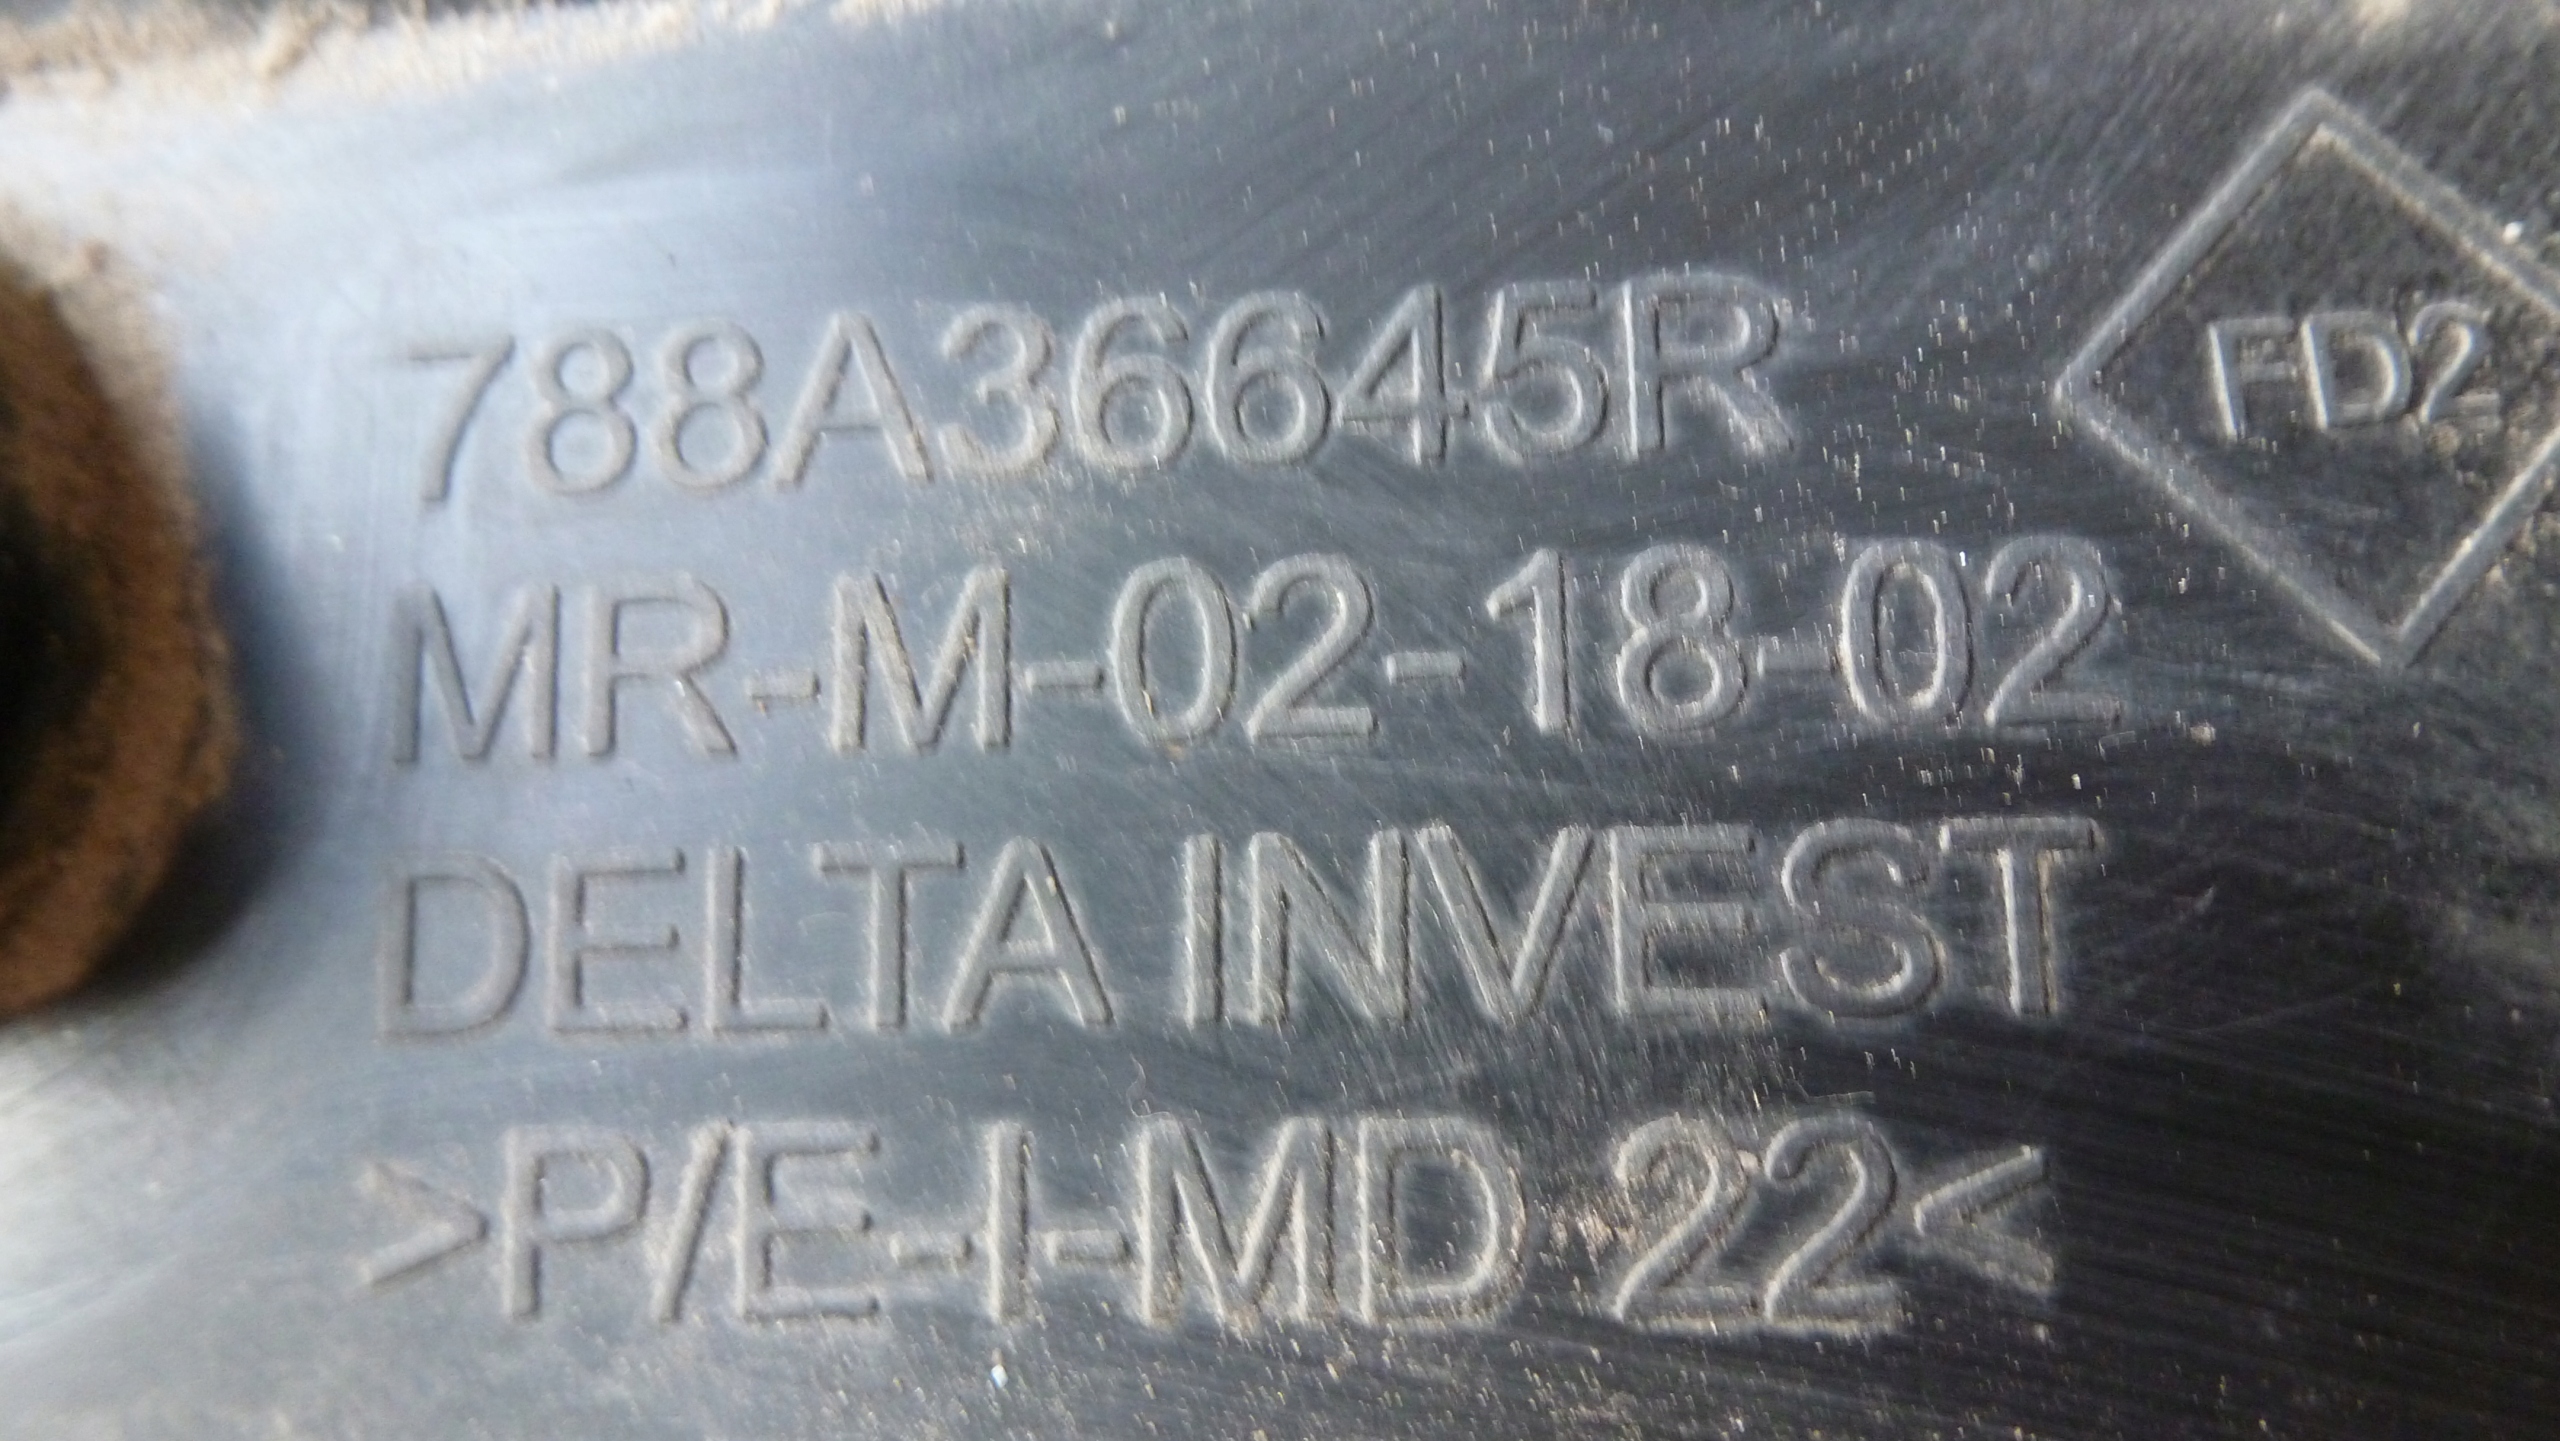 788A36645R
FD2
MR-M-02-18-02
DELTA INVEST
>P/E-I-MD 22<